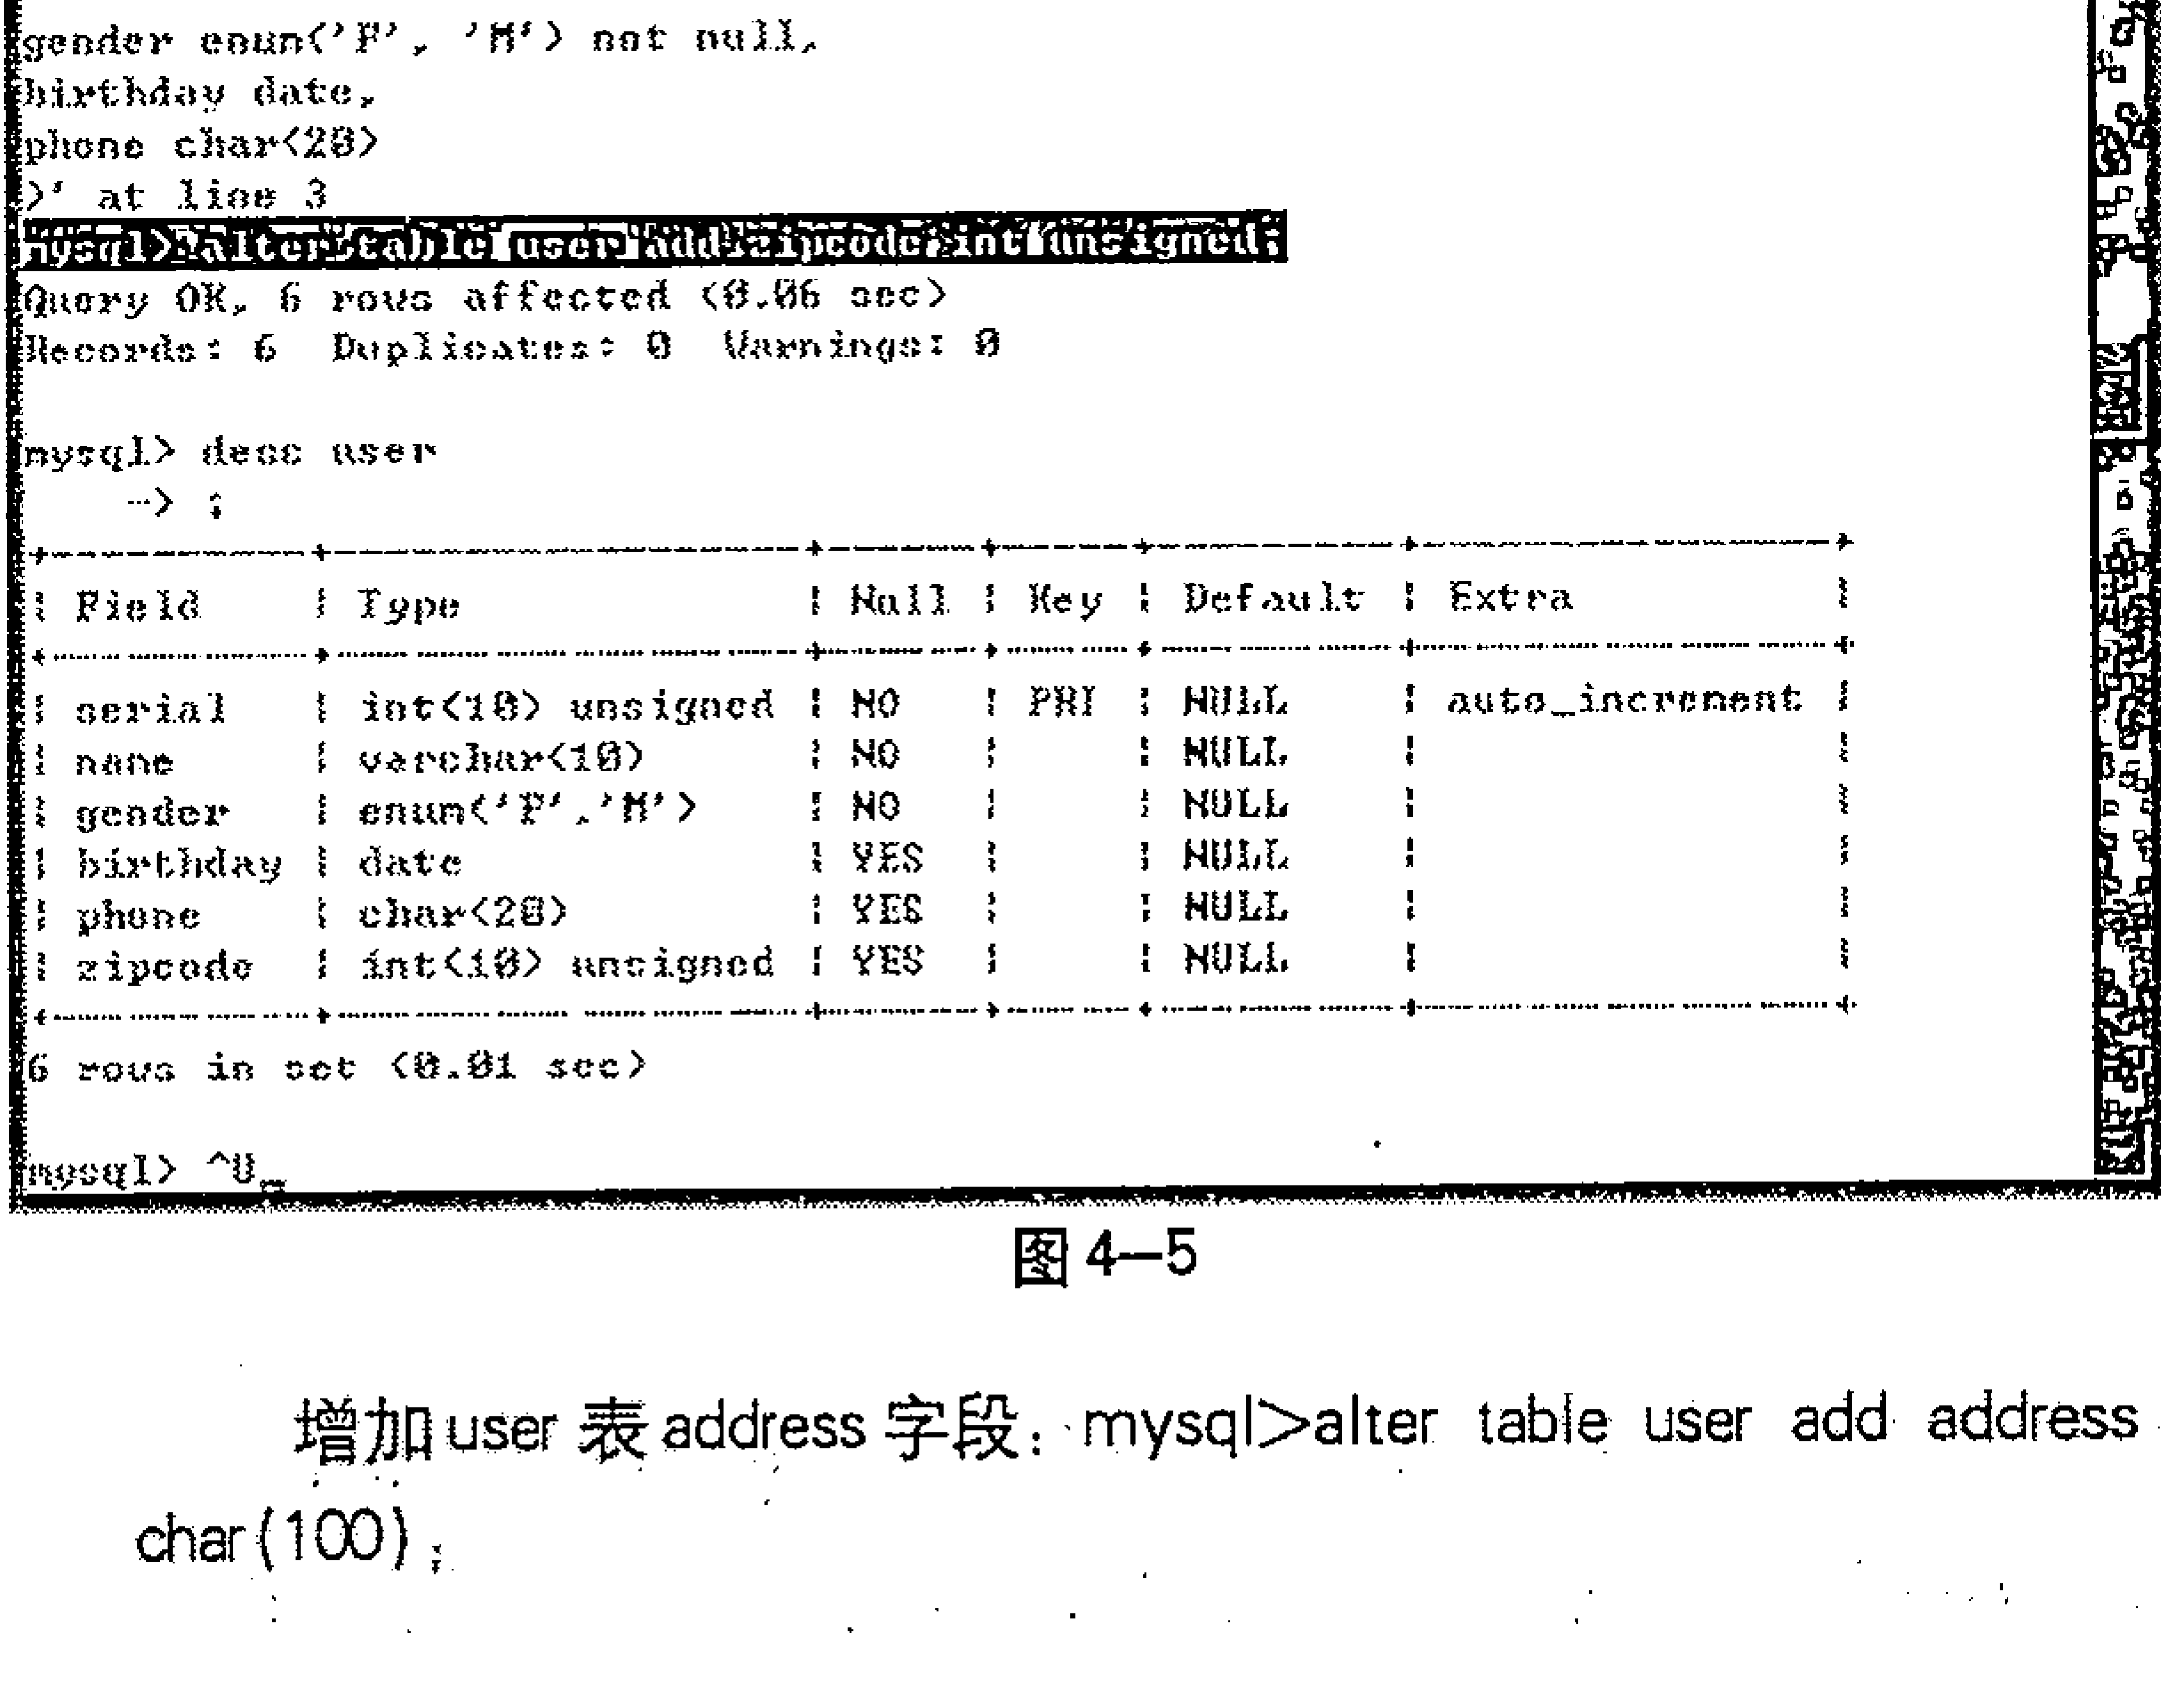 gender enum('F', 'M') not null,
birthday date,
phone char(20)
)' at line 3
mysql> alter table user add zipcode int unsigned;
Query OK, 6 rows affected (0.06 sec)
Records: 6  Duplicates: 0  Warnings: 0
mysql> desc user
    -> ;
+----------+------------------+------+-----+---------+----------------+
| Field    | Type             | Null | Key | Default | Extra          |
+----------+------------------+------+-----+---------+----------------+
| serial   | int(10) unsigned | NO   | PRI | NULL    | auto_increment |
| name     | varchar(10)      | NO   |     | NULL    |                |
| gender   | enum('F','M')    | NO   |     | NULL    |                |
| birthday | date             | YES  |     | NULL    |                |
| phone    | char(20)         | YES  |     | NULL    |                |
| zipcode  | int(10) unsigned | YES  |     | NULL    |                |
+----------+------------------+------+-----+---------+----------------+
6 rows in set (0.01 sec)
mysql> ^U_
图 4—5
增加 user 表 address 字段：mysql>alter table user add address
char(100);